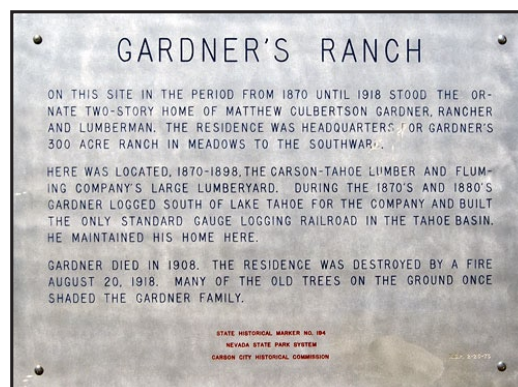 GARDNER'S RANCH
ON THIS SITE IN THE PERIOD FROM 1870 UNTIL 1918 STOOD THE OR-
NATE TWO-STORY HOME OF MATTHEW CULBERTSON GARDNER, RANCHER
AND LUMBERMAN. THE RESIDENCE WAS HEADQUARTERS FOR GARDNER'S
300 ACRE RANCH IN MEADOWS TO THE SOUTHWARD.
HERE WAS LOCATED, 1870-1898, THE CARSON-TAHOE LUMBER AND FLUM-
ING COMPANY'S LARGE LUMBERYARD. DURING THE 1870'S AND 1880'S
GARDNER LOGGED SOUTH OF LAKE TAHOE FOR THE COMPANY AND BUILT
THE ONLY STANDARD GAUGE LOGGING RAILROAD IN THE TAHOE BASIN.
HE MAINTAINED HIS HOME HERE.
GARDNER DIED IN 1908. THE RESIDENCE WAS DESTROYED BY A FIRE
AUGUST 20, 1918. MANY OF THE OLD TREES ON THE GROUND ONCE
SHADED THE GARDNER FAMILY.
STATE HISTORICAL MARKER NO. 194
NEVADA STATE PARK SYSTEM
CARSON CITY HISTORICAL COMMISSION